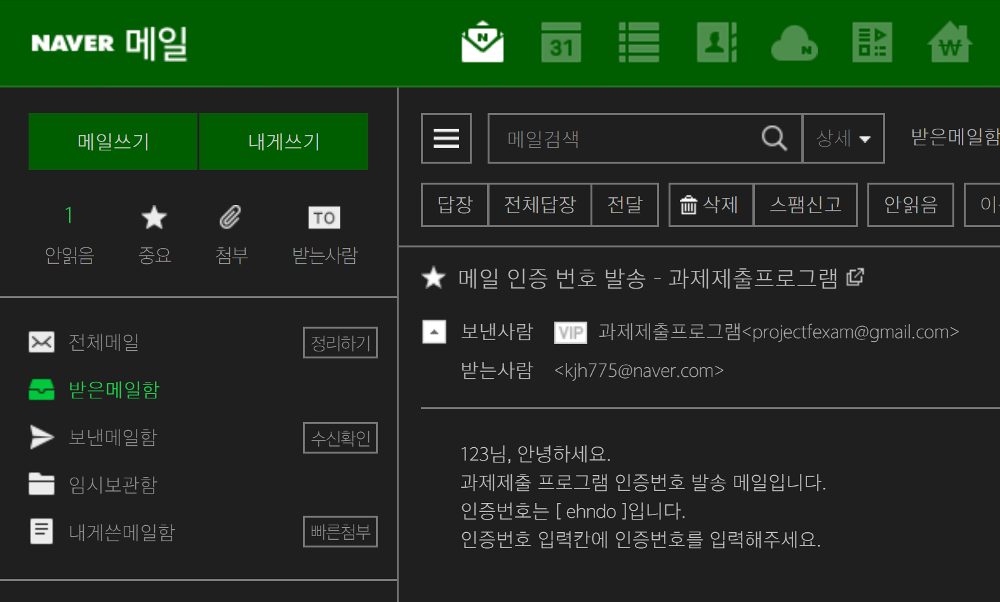 NAVER 메일
N
31
N
₩
메일쓰기 내게쓰기
1
TO
안읽음 중요 첨부 받는사람
전체메일 정리하기
받은메일함
보낸메일함 수신확인
임시보관함
내게쓴메일함 빠른첨부
메일검색 상세 받은메일함
답장 전체답장 전달 삭제 스팸신고 안읽음
메일 인증 번호 발송 - 과제제출프로그램
보낸사람 VIP 과제제출프로그램<projectfexam@gmail.com>
받는사람 <kjh775@naver.com>
123님, 안녕하세요.
과제제출 프로그램 인증번호 발송 메일입니다.
인증번호는 [ ehndo ]입니다.
인증번호 입력칸에 인증번호를 입력해주세요.